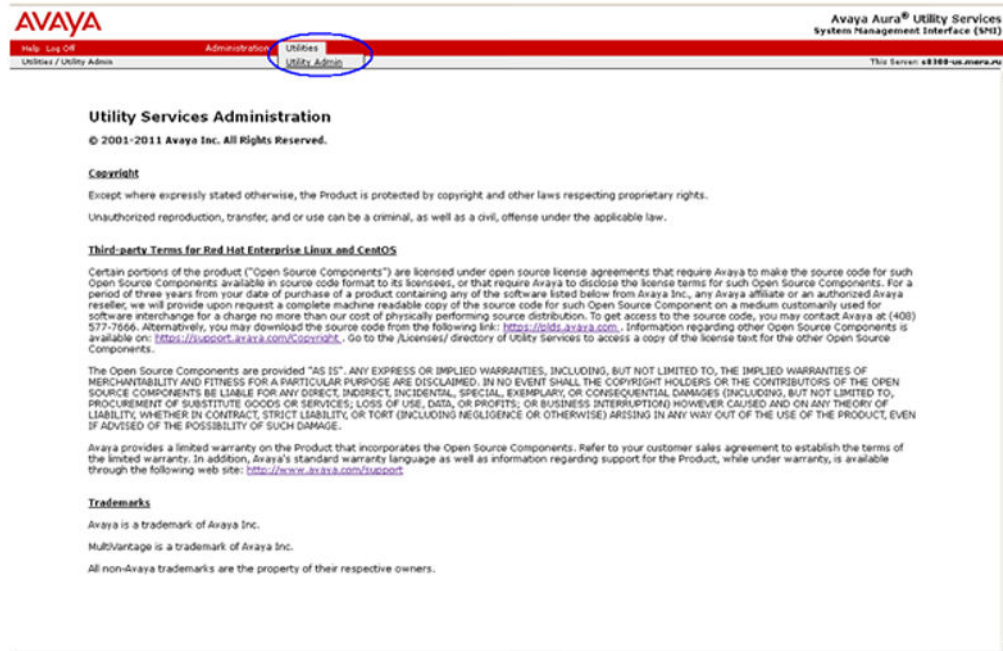 AVAYA
Avaya Aura® Utility Services
System Management Interface (SMI)
Help Log Off Administration Utilities
Utilities / Utility Admin Utility Admin This Server: s8300-us.mera.ru
Utility Services Administration
© 2001-2011 Avaya Inc. All Rights Reserved.
Copyright
Except where expressly stated otherwise, the Product is protected by copyright and other laws respecting proprietary rights.
Unauthorized reproduction, transfer, and or use can be a criminal, as well as a civil, offense under the applicable law.
Third-party Terms for Red Hat Enterprise Linux and CentOS
Certain portions of the product ("Open Source Components") are licensed under open source license agreements that require Avaya to make the source code for such
Open Source Components available in source code format to its licensees, or that require Avaya to disclose the license terms for such Open Source Components. For a
period of three years from your date of purchase of a product containing any of the software listed below from Avaya Inc., any Avaya affiliate or an authorized Avaya
reseller, we will provide upon request a complete machine readable copy of the source code for such Open Source Component on a medium customarily used for
software interchange for a charge no more than our cost of physically performing source distribution. To get access to the source code, you may contact Avaya at (408)
577-7666. Alternatively, you may download the source code from the following link: https://plds.avaya.com . Information regarding other Open Source Components is
available on: https://support.avaya.com/Copyright . Go to the /Licenses/ directory of Utility Services to access a copy of the license text for the other Open Source
Components.
The Open Source Components are provided "AS IS". ANY EXPRESS OR IMPLIED WARRANTIES, INCLUDING, BUT NOT LIMITED TO, THE IMPLIED WARRANTIES OF
MERCHANTABILITY AND FITNESS FOR A PARTICULAR PURPOSE ARE DISCLAIMED. IN NO EVENT SHALL THE COPYRIGHT HOLDERS OR THE CONTRIBUTORS OF THE OPEN
SOURCE COMPONENTS BE LIABLE FOR ANY DIRECT, INDIRECT, INCIDENTAL, SPECIAL, EXEMPLARY, OR CONSEQUENTIAL DAMAGES (INCLUDING, BUT NOT LIMITED TO,
PROCUREMENT OF SUBSTITUTE GOODS OR SERVICES; LOSS OF USE, DATA, OR PROFITS; OR BUSINESS INTERRUPTION) HOWEVER CAUSED AND ON ANY THEORY OF
LIABILITY, WHETHER IN CONTRACT, STRICT LIABILITY, OR TORT (INCLUDING NEGLIGENCE OR OTHERWISE) ARISING IN ANY WAY OUT OF THE USE OF THE PRODUCT, EVEN
IF ADVISED OF THE POSSIBILITY OF SUCH DAMAGE.
Avaya provides a limited warranty on the Product that incorporates the Open Source Components. Refer to your customer sales agreement to establish the terms of
the limited warranty. In addition, Avaya's standard warranty language as well as information regarding support for the Product, while under warranty, is available
through the following web site: http://www.avaya.com/support
Trademarks
Avaya is a trademark of Avaya Inc.
MultiVantage is a trademark of Avaya Inc.
All non-Avaya trademarks are the property of their respective owners.